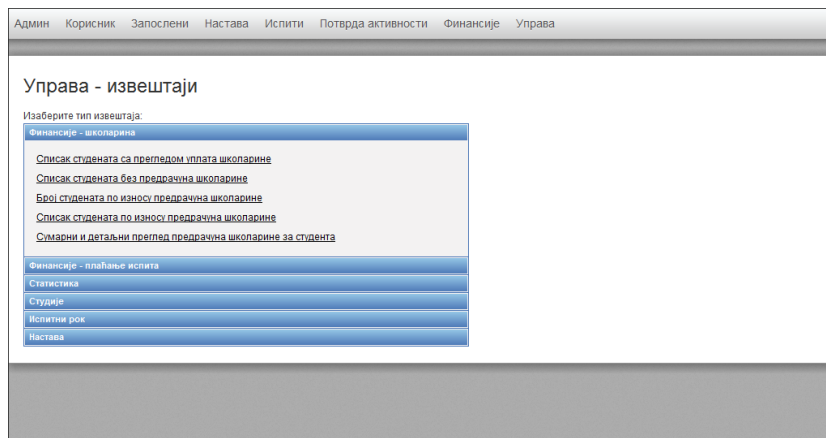 Админ Корисник Запослени Настава Испити Потврда активности Финансије Управа
Управа - извештаји
Изаберите тип извештаја:
Финансије - школарина
Списак студената са прегледом уплата школарине
Списак студената без предрачуна школарине
Број студената по износу предрачуна школарине
Списак студената по износу предрачуна школарине
Сумарни и детаљни преглед предрачуна школарине за студента
Финансије - плаћање испита
Статистика
Студије
Испитни рок
Настава